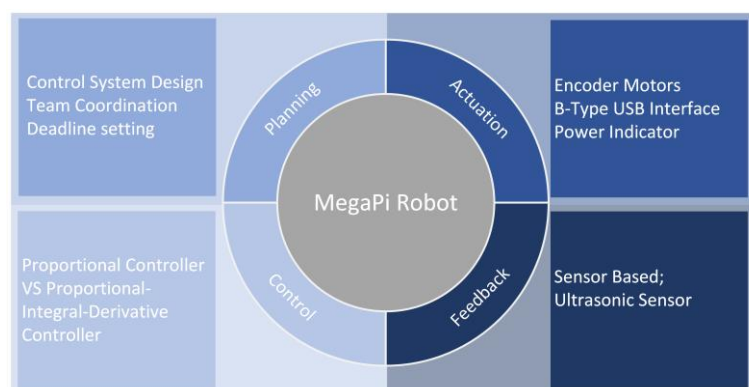 Control System Design
Team Coordination
Deadline setting
Planning
Actuation
Encoder Motors
B-Type USB Interface
Power Indicator
MegaPi Robot
Proportional Controller
VS Proportional-
Integral-Derivative
Controller
Control
Feedback
Sensor Based;
Ultrasonic Sensor